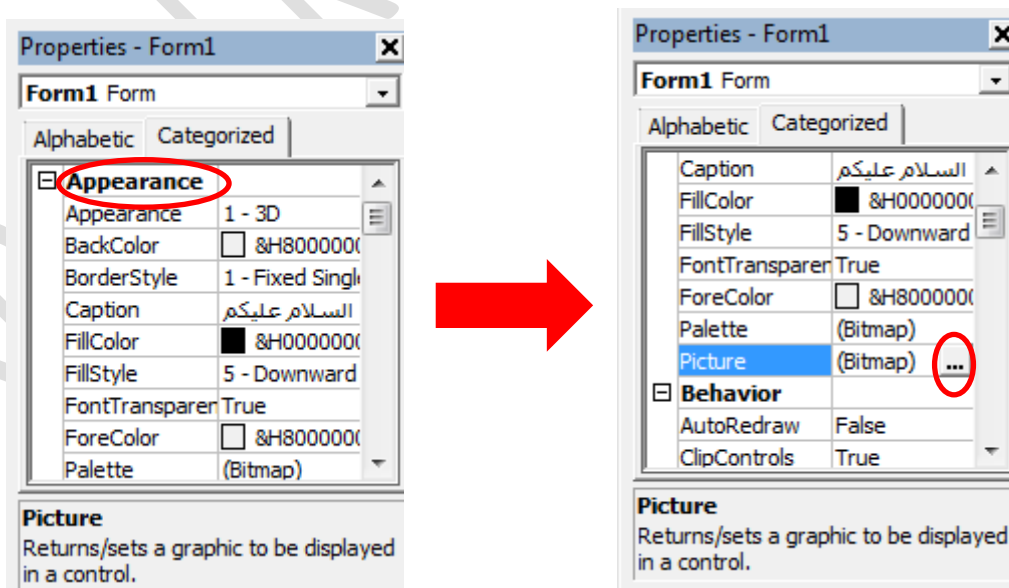 Properties - Form1
Form1 Form
Alphabetic Categorized
Appearance
Appearance 1 - 3D
BackColor &H8000000
BorderStyle 1 - Fixed Singl
Caption السلام عليكم
FillColor &H0000000
FillStyle 5 - Downward
FontTransparen True
ForeColor &H8000000
Palette (Bitmap)
Picture
Returns/sets a graphic to be displayed
in a control.
Properties - Form1
Form1 Form
Alphabetic Categorized
Caption السلام عليكم
FillColor &H0000000
FillStyle 5 - Downward
FontTransparen True
ForeColor &H8000000
Palette (Bitmap)
Picture (Bitmap) ...
Behavior
AutoRedraw False
ClipControls True
Picture
Returns/sets a graphic to be displayed
in a control.